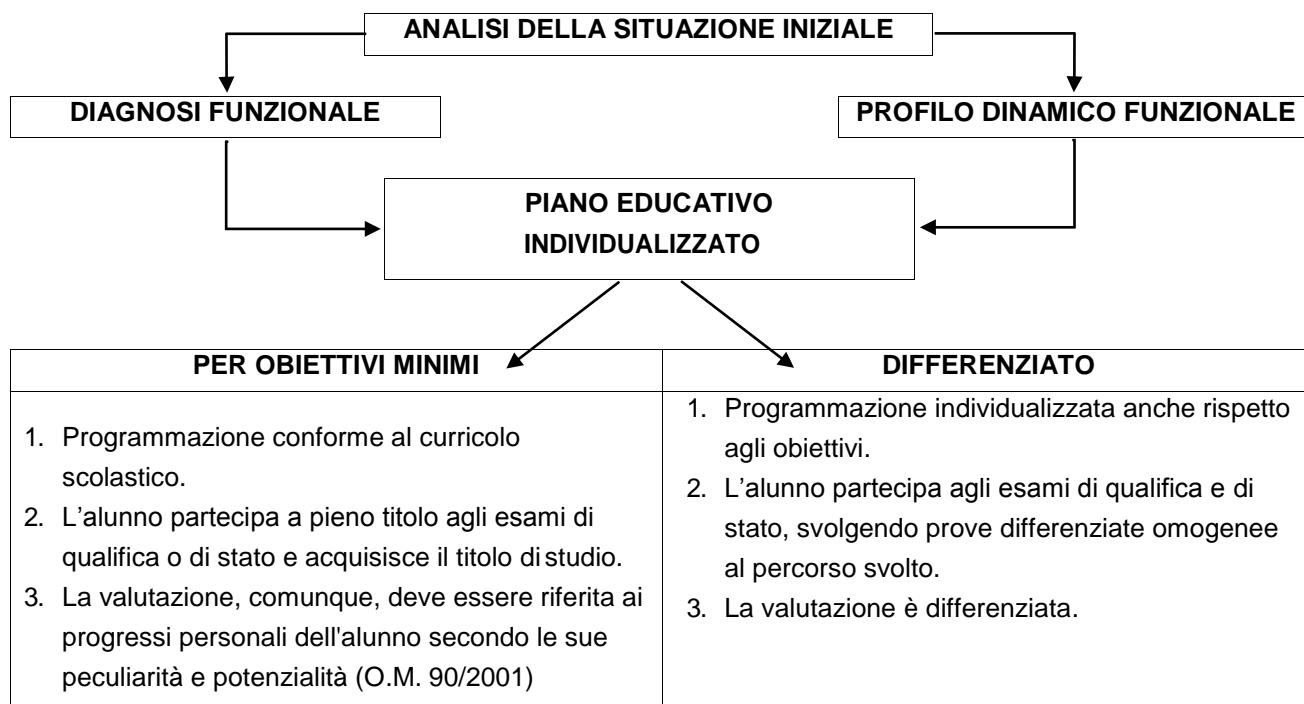 ANALISI DELLA SITUAZIONE INIZIALE
DIAGNOSI FUNZIONALE
PROFILO DINAMICO FUNZIONALE
PIANO EDUCATIVO
INDIVIDUALIZZATO
PER OBIETTIVI MINIMI
1. Programmazione conforme al curricolo
scolastico.
2. L’alunno partecipa a pieno titolo agli esami di
qualifica o di stato e acquisisce il titolo di studio.
3. La valutazione, comunque, deve essere riferita ai
progressi personali dell'alunno secondo le sue
peculiarità e potenzialità (O.M. 90/2001)
DIFFERENZIATO
1. Programmazione individualizzata anche rispetto
agli obiettivi.
2. L’alunno partecipa agli esami di qualifica e di
stato, svolgendo prove differenziate omogenee
al percorso svolto.
3. La valutazione è differenziata.